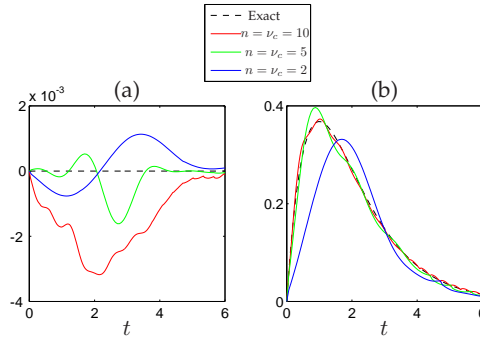 Exact
n = ν_c = 10
n = ν_c = 5
n = ν_c = 2
(a)
(b)
x 10⁻³
2
0
-2
-4
0
2
4
6
t
0.4
0.2
0
0
2
4
6
t